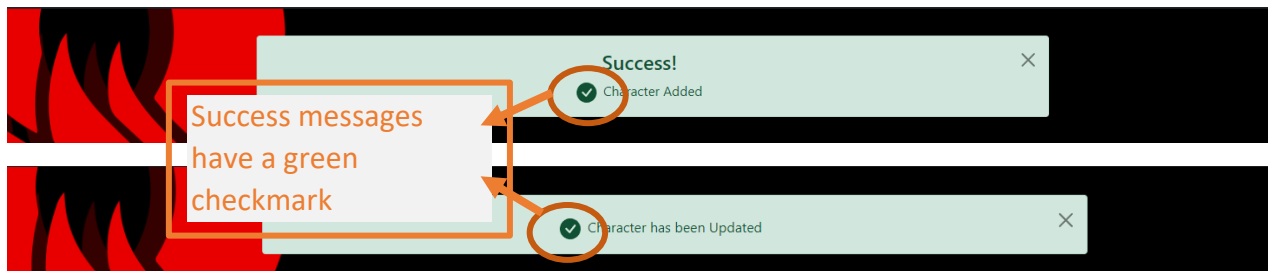 Success!
Character Added
Success messages
have a green
checkmark
Character has been Updated